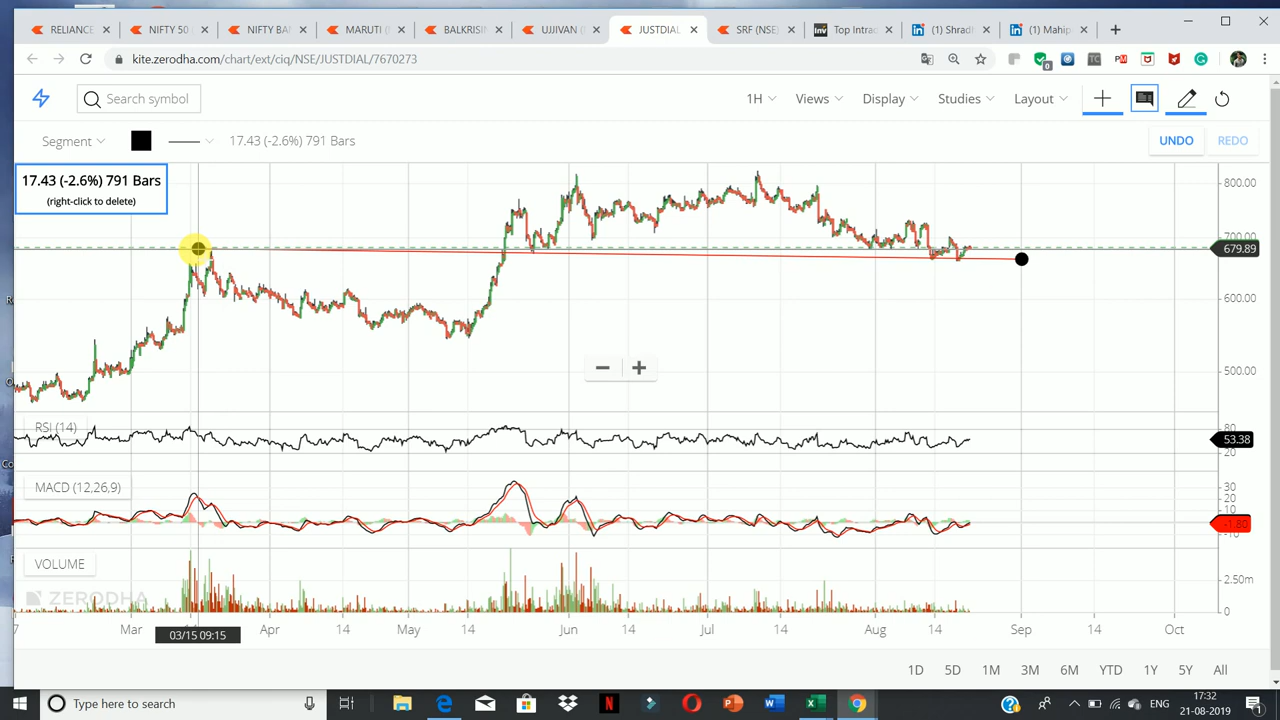 RELIANCE
NIFTY 50
NIFTY BAN
MARUTI
BALKRISIN
UJJIVAN
JUSTDIAL
SRF (NSE
Top Intrad
(1) Shradh
(1) Mahip
kite.zerodha.com/chart/ext/ciq/NSE/JUSTDIAL/7670273
Search symbol
1H
Views
Display
Studies
Layout
Segment
17.43 (-2.6%) 791 Bars
UNDO
REDO
17.43 (-2.6%) 791 Bars
(right-click to delete)
800.00
700.00
679.89
600.00
500.00
RSI (14)
80
53.38
20
MACD (12,26,9)
30
20
10
-1.80
-10
VOLUME
2.50m
ZERODHA
0
7
Mar
Apr
14
May
14
Jun
14
Jul
14
Aug
14
Sep
14
Oct
03/15 09:15
1D
5D
1M
3M
6M
YTD
1Y
5Y
All
Type here to search
ENG
17:32
21-08-2019